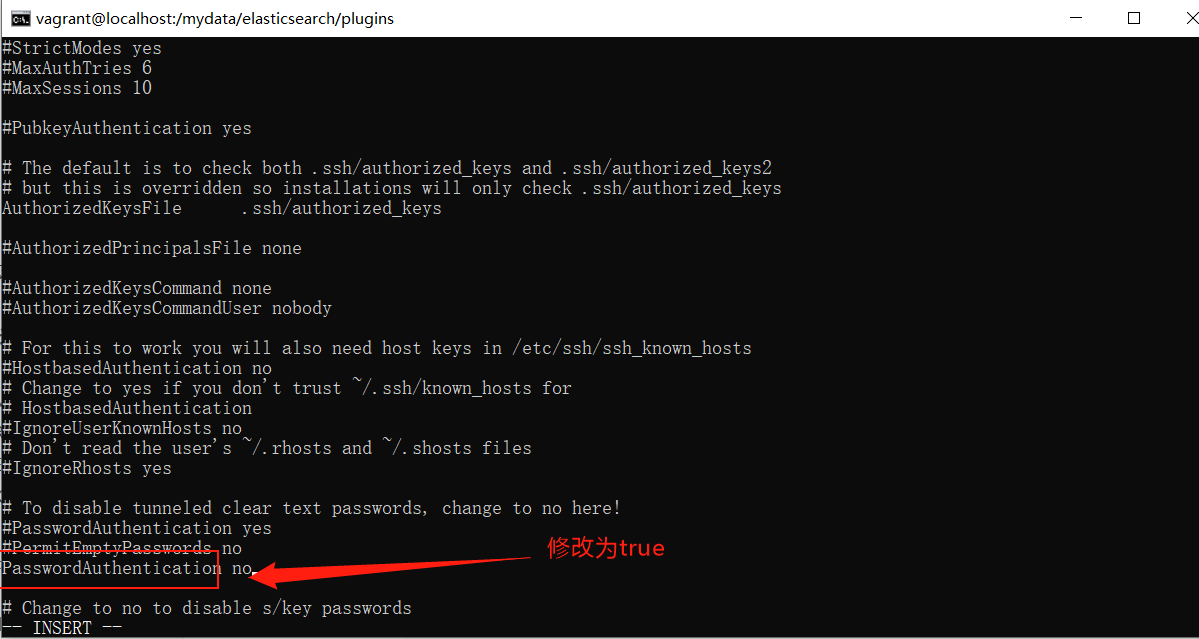 vagrant@localhost:/mydata/elasticsearch/plugins
#StrictModes yes
#MaxAuthTries 6
#MaxSessions 10
#PubkeyAuthentication yes
# The default is to check both .ssh/authorized_keys and .ssh/authorized_keys2
# but this is overridden so installations will only check .ssh/authorized_keys
AuthorizedKeysFile      .ssh/authorized_keys
#AuthorizedPrincipalsFile none
#AuthorizedKeysCommand none
#AuthorizedKeysCommandUser nobody
# For this to work you will also need host keys in /etc/ssh/ssh_known_hosts
#HostbasedAuthentication no
# Change to yes if you don't trust ~/.ssh/known_hosts for
# HostbasedAuthentication
#IgnoreUserKnownHosts no
# Don't read the user's ~/.rhosts and ~/.shosts files
#IgnoreRhosts yes
# To disable tunneled clear text passwords, change to no here!
#PasswordAuthentication yes
#PermitEmptyPasswords no
修改为true
PasswordAuthentication no
# Change to no to disable s/key passwords
-- INSERT --